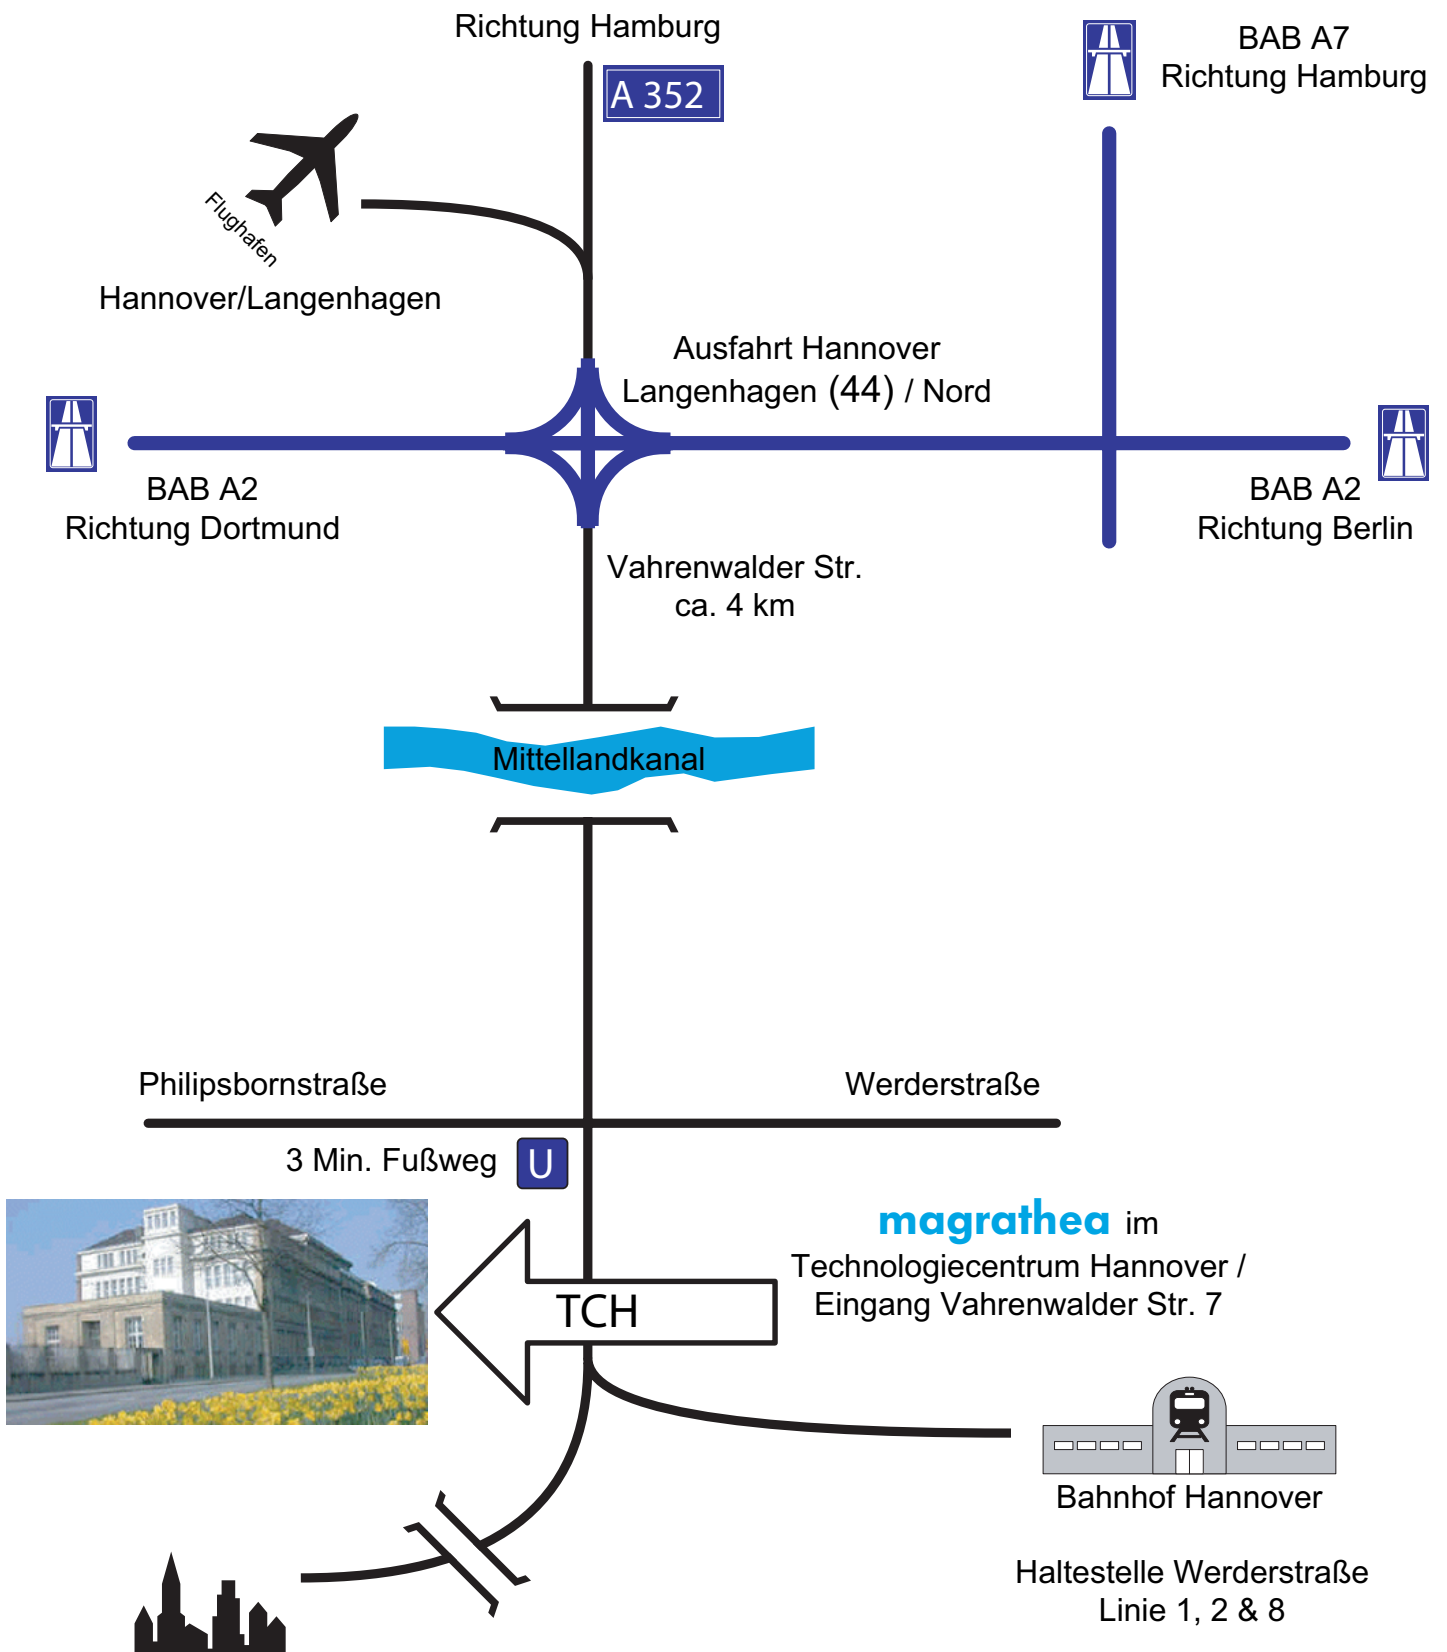 Richtung Hamburg
A 352
BAB A7
Richtung Hamburg
Flughafen
Hannover/Langenhagen
Ausfahrt Hannover
Langenhagen (44) / Nord
BAB A2
Richtung Dortmund
BAB A2
Richtung Berlin
Vahrenwalder Str.
ca. 4 km
Mittellandkanal
Philipsbornstraße
Werderstraße
3 Min. Fußweg
U
magrathea im
Technologiecentrum Hannover /
Eingang Vahrenwalder Str. 7
TCH
Bahnhof Hannover
Haltestelle Werderstraße
Linie 1, 2 & 8